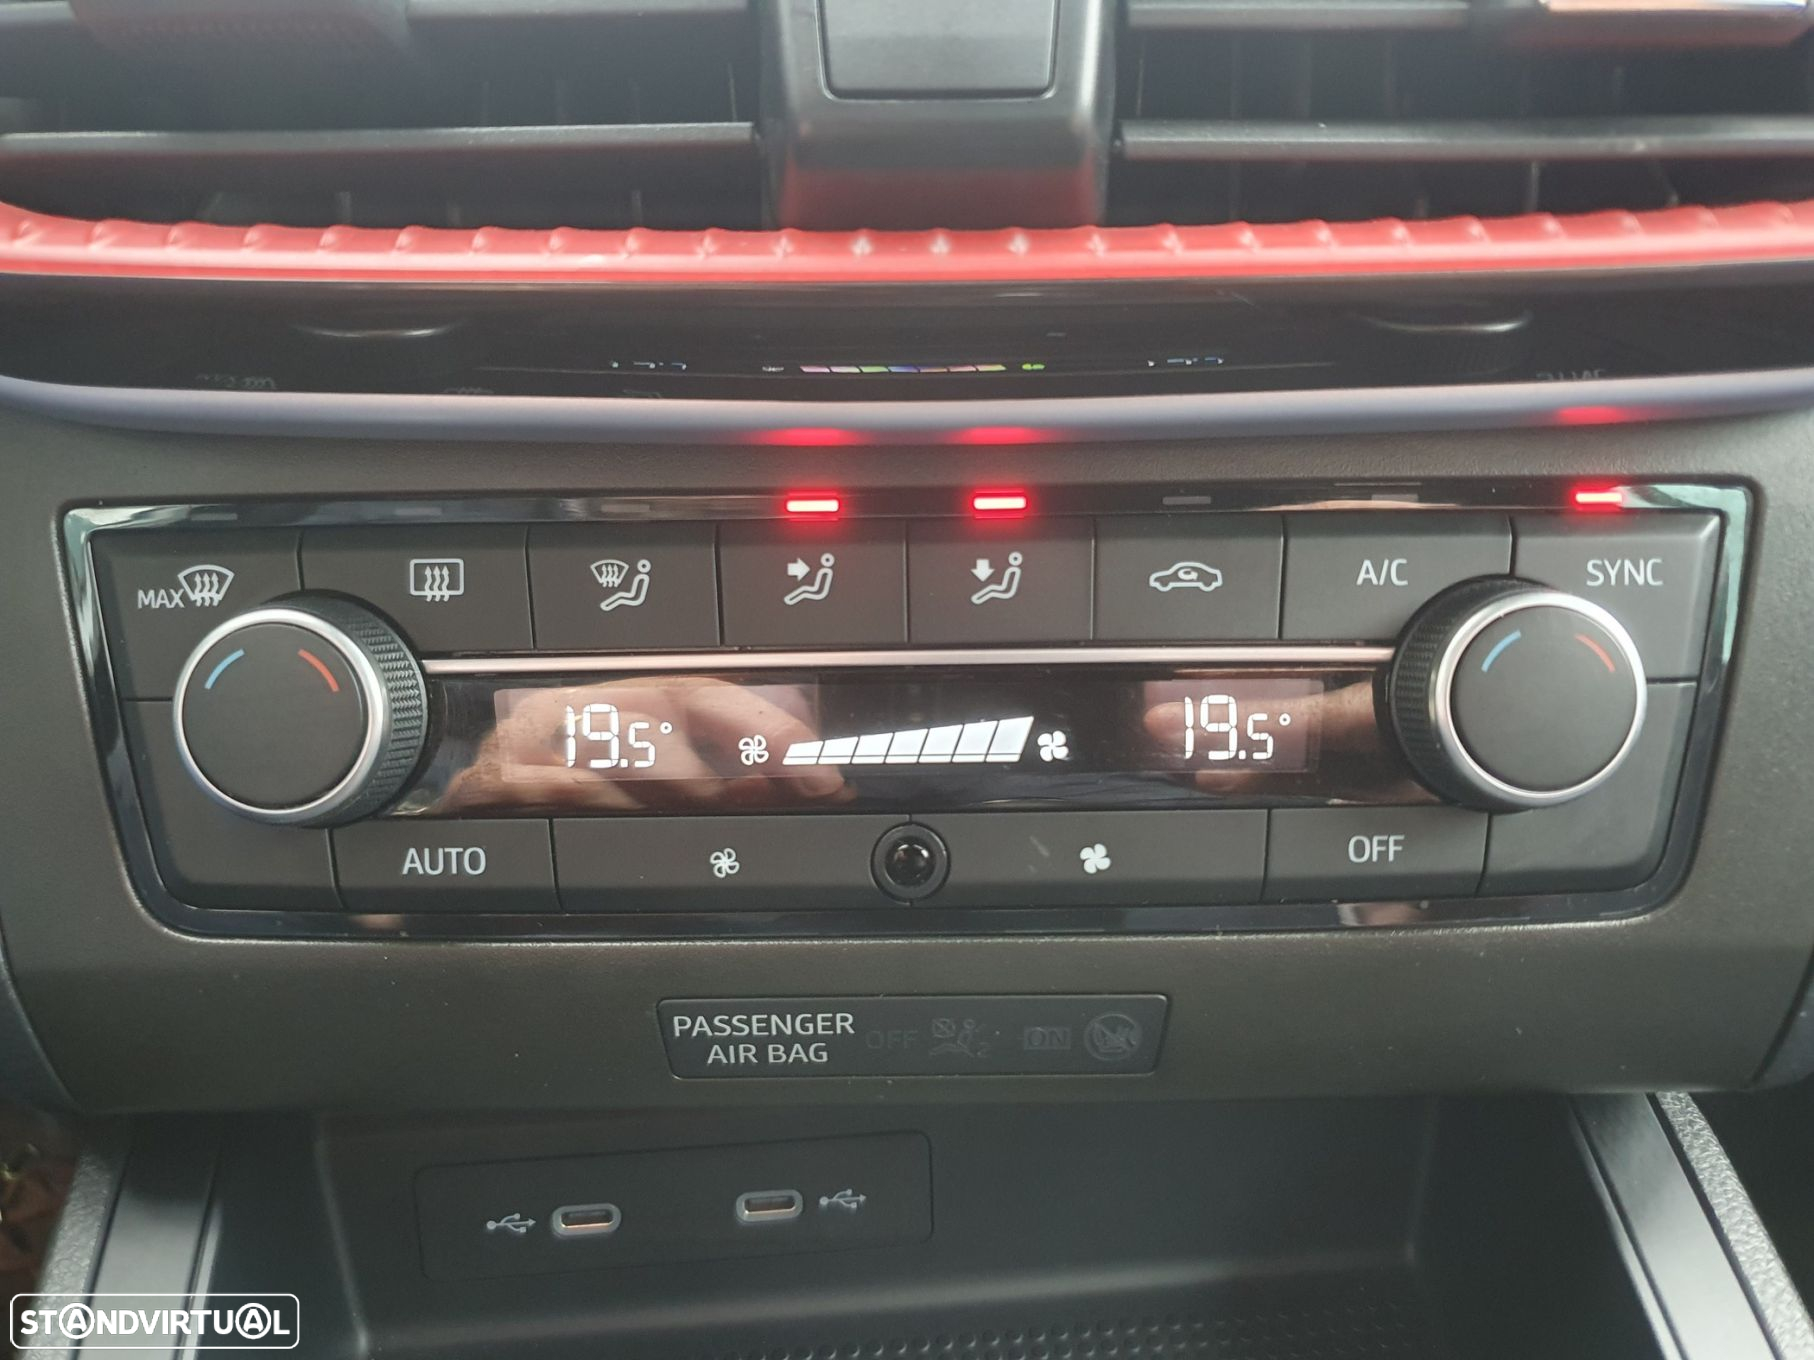 MAX
A/C
SYNC
19.5°
19.5°
AUTO
OFF
PASSENGER
AIR BAG
OFF
ON
STANDVIRTUAL